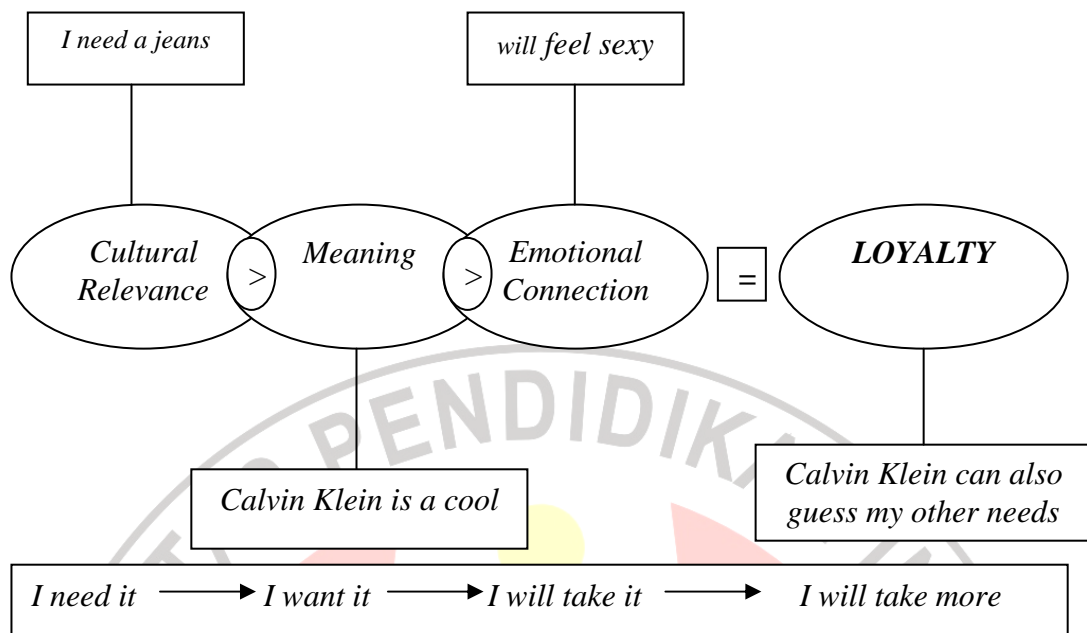 I need a jeans
will feel sexy
Cultural
Relevance
>
Meaning
>
Emotional
Connection
=
LOYALTY
PENDIDIKA
Calvin Klein is a cool
Calvin Klein can also
guess my other needs
I need it I want it I will take it I will take more